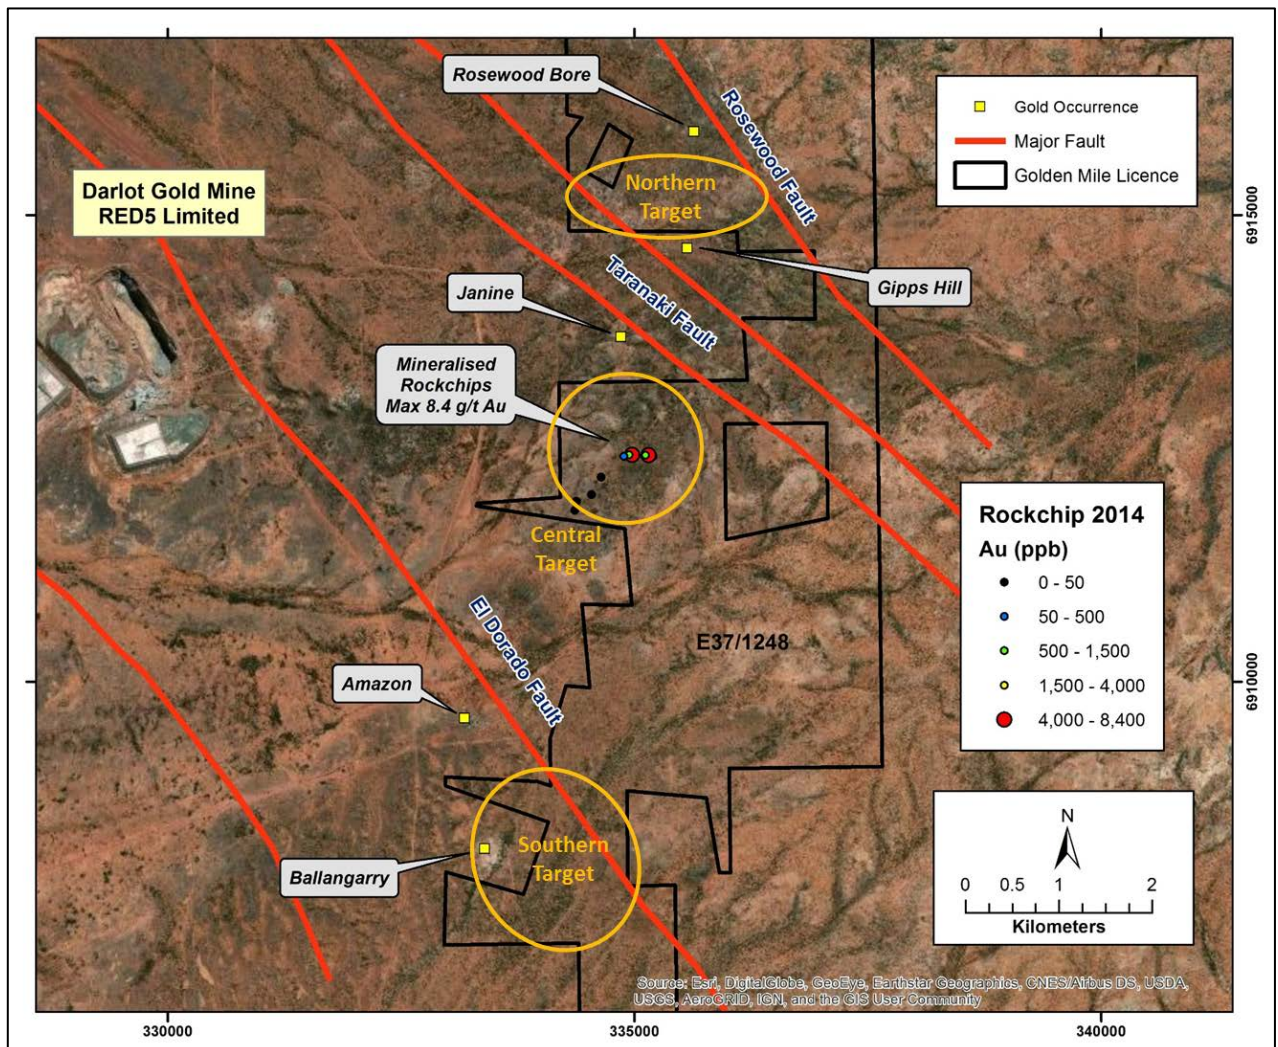 Rosewood Bore
Rosewood Fault
Gold Occurrence
Major Fault
Golden Mile Licence
Darlot Gold Mine
RED5 Limited
Northern
Target
6915000
Gipps Hill
Taranaki Fault
Janine
Mineralised
Rockchips
Max 8.4 g/t Au
Central
Target
Rockchip 2014
Au (ppb)
0 - 50
50 - 500
500 - 1,500
1,500 - 4,000
4,000 - 8,400
El Dorado Fault
E37/1248
6910000
Amazon
Southern
Target
Ballangarry
N
0 0.5 1 2
Kilometers
Source: Esri, DigitalGlobe, GeoEye, Earthstar Geographics, CNES/Airbus DS, USDA,
USGS, AeroGRID, IGN, and the GIS User Community
330000 335000 340000